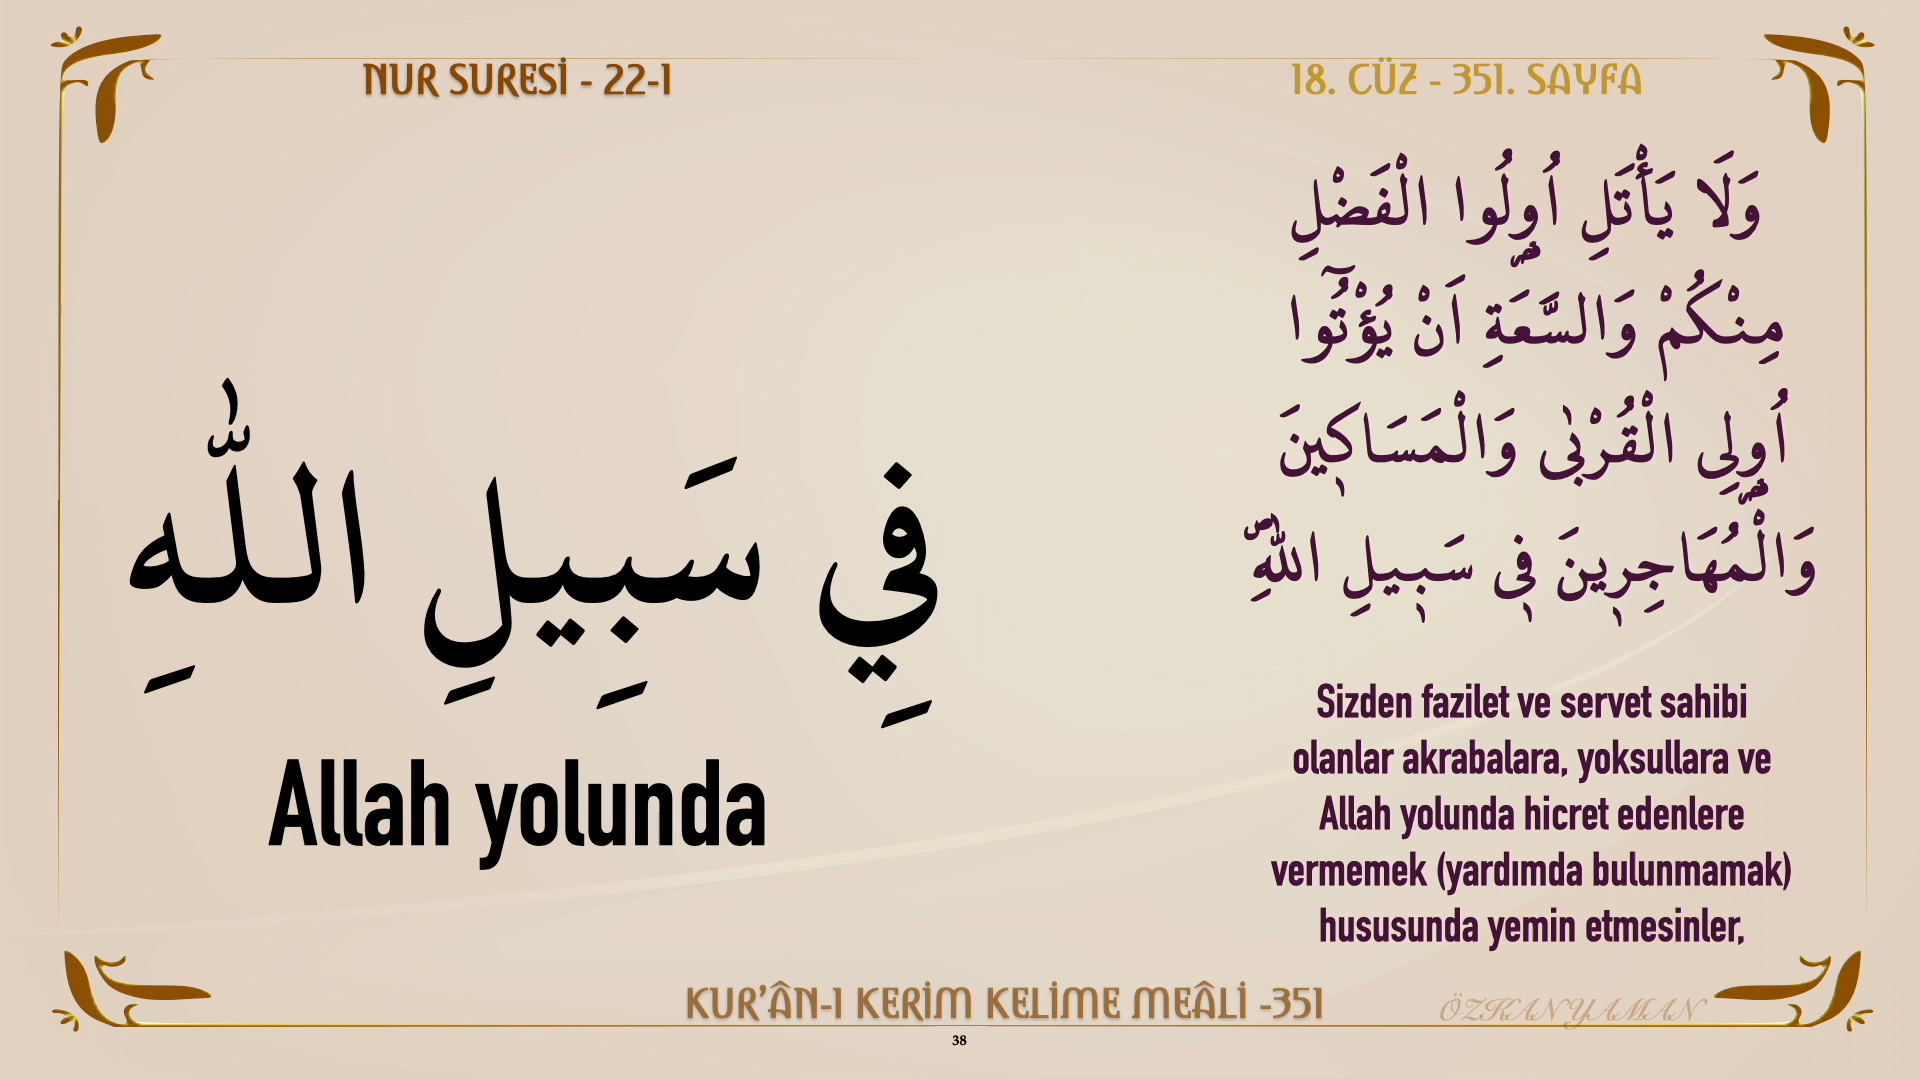 NUR SURESİ - 22-1
18. CÜZ - 351. SAYFA
وَلَا يَأْتَلِ اُو۬لُوا الْفَضْلِ
مِنْكُمْ وَالسَّعَةِ اَنْ يُؤْتُٓوا
اُو۬لِي الْقُرْبٰى وَالْمَسَاك۪ينَ
وَالْمُهَاجِر۪ينَ ف۪ي سَب۪يلِ اللّٰهِۖ
فِي سَبِيلِ اللّٰهِ
Allah yolunda
Sizden fazilet ve servet sahibi
olanlar akrabalara, yoksullara ve
Allah yolunda hicret edenlere
vermemek (yardımda bulunmamak)
hususunda yemin etmesinler,
KUR'ÂN-I KERİM KELİME MEÂLİ -351
ÖZKAN YAMAN
38